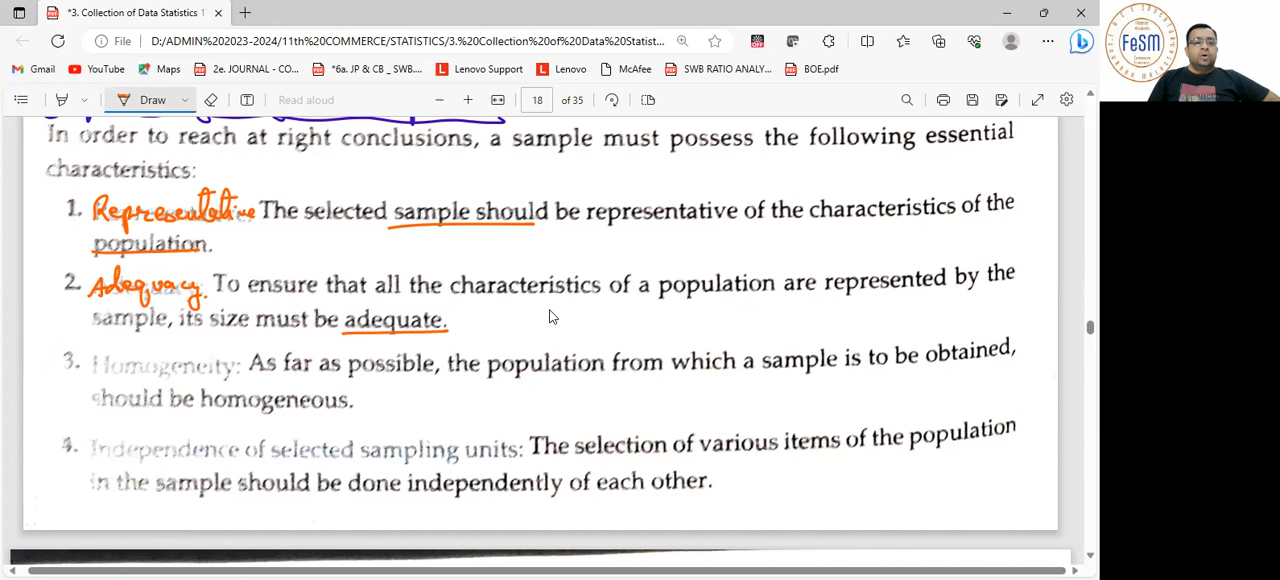 *3. Collection of Data Statistics 1
File D:/ADMIN%202023-2024/11th%20COMMERCE/STATISTICS/3.%20Collection%20of%20Data%20Statist...
Gmail YouTube Maps 2e. JOURNAL - CO... *6a. JP & CB _SWB.... Lenovo Support Lenovo McAfee SWB RATIO ANALY... BOE.pdf
Draw Read aloud 18 of 35
In order to reach at right conclusions, a sample must possess the following essential
characteristics:
1. Representative The selected sample should be representative of the characteristics of the
population.
2. Adequacy. To ensure that all the characteristics of a population are represented by the
sample, its size must be adequate.
3. Homogeneity: As far as possible, the population from which a sample is to be obtained,
should be homogeneous.
4. Independence of selected sampling units: The selection of various items of the population
in the sample should be done independently of each other.
FeSM